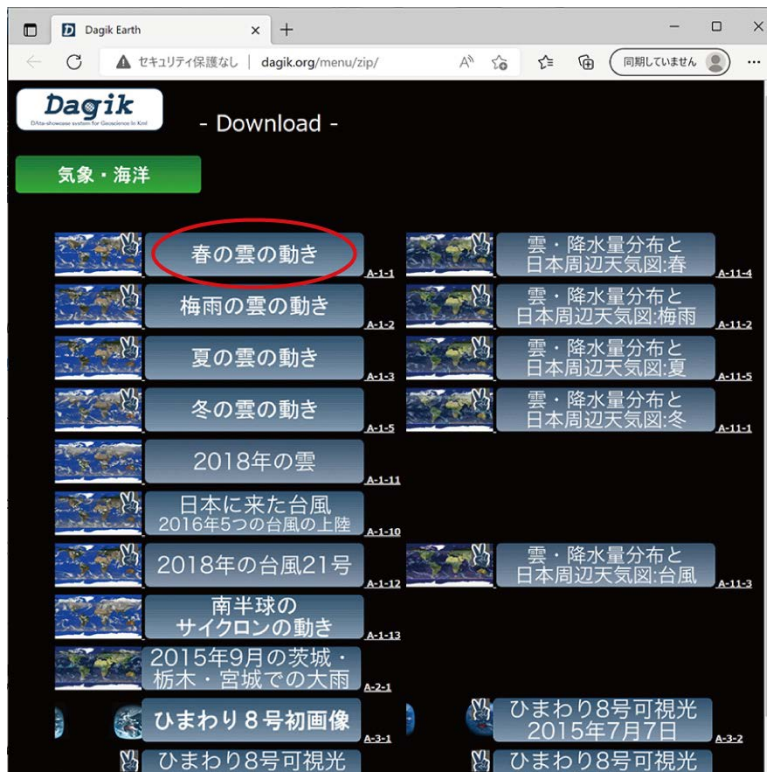 Dagik Earth
セキュリティ保護なし | dagik.org/menu/zip/
同期していません
Dagik
- Download -
気象・海洋
春の雲の動き
A-1-1
雲・降水量分布と
日本周辺天気図:春
A-11-4
梅雨の雲の動き
A-1-2
雲・降水量分布と
日本周辺天気図:梅雨
A-11-2
夏の雲の動き
A-1-3
雲・降水量分布と
日本周辺天気図:夏
A-11-5
冬の雲の動き
A-1-5
雲・降水量分布と
日本周辺天気図:冬
A-11-1
2018年の雲
A-1-11
日本に来た台風
2016年5つの台風の上陸
A-1-10
2018年の台風21号
A-1-12
雲・降水量分布と
日本周辺天気図:台風
A-11-3
南半球の
サイクロンの動き
A-1-13
2015年9月の茨城・
栃木・宮城での大雨
A-2-1
ひまわり8号初画像
A-3-1
ひまわり8号可視光
2015年7月7日
A-3-2
ひまわり8号可視光
ひまわり8号可視光